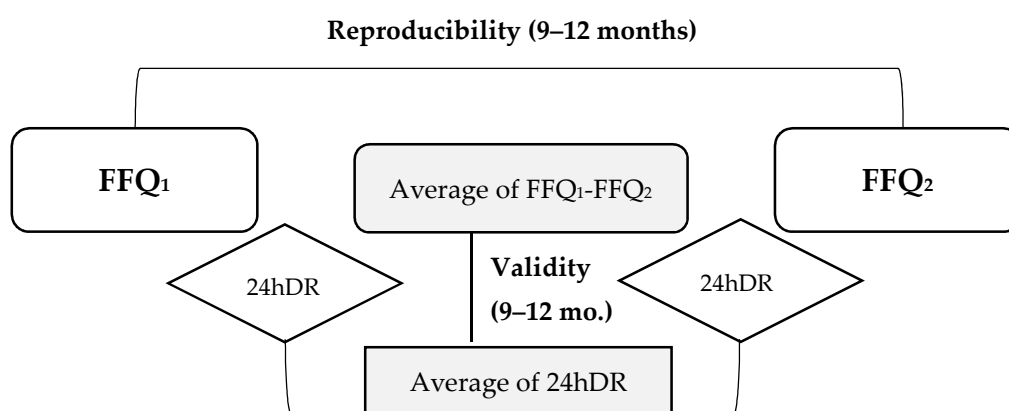 Reproducibility (9–12 months)
FFQ₁
Average of FFQ₁-FFQ₂
FFQ₂
24hDR
Validity
(9–12 mo.)
24hDR
Average of 24hDR